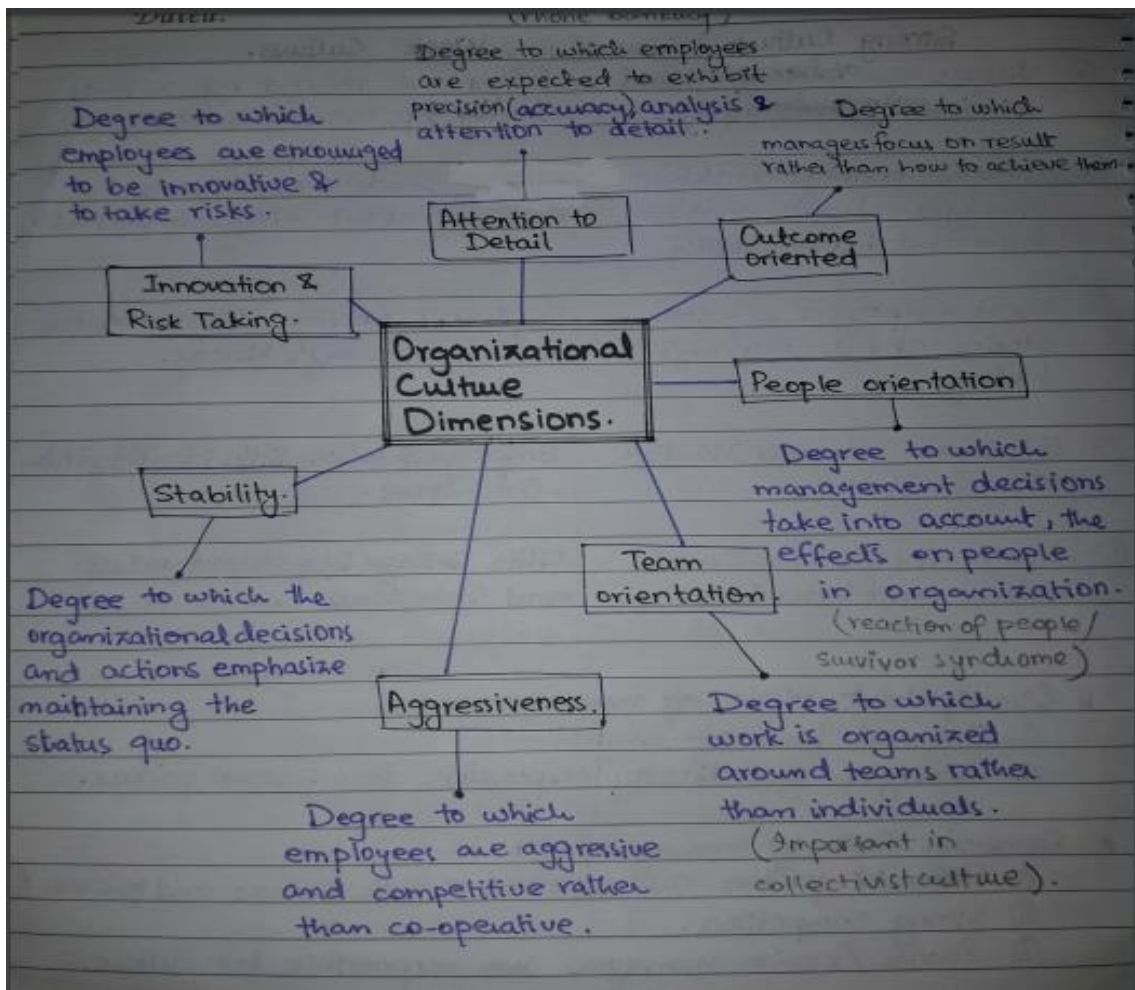 Degree to which employees
are expected to exhibit
precision(accuracy), analysis &
attention to detail.
Degree to which
employees are encouraged
to be innovative &
to take risks.
Degree to which
managers focus on result
rather than how to achieve them.
Attention to
Detail
Outcome
oriented
Innovation &
Risk Taking.
Organizational
Culture
Dimensions.
People orientation
Degree to which
management decisions
take into account, the
effects on people
in organization.
(reaction of people/
survivor syndrome)
Stability.
Team
orientation.
Degree to which the
organizational decisions
and actions emphasize
maintaining the
status quo.
Aggressiveness.
Degree to which
work is organized
around teams rather
than individuals.
(Important in
collectivist culture).
Degree to which
employees are aggressive
and competitive rather
than co-operative.